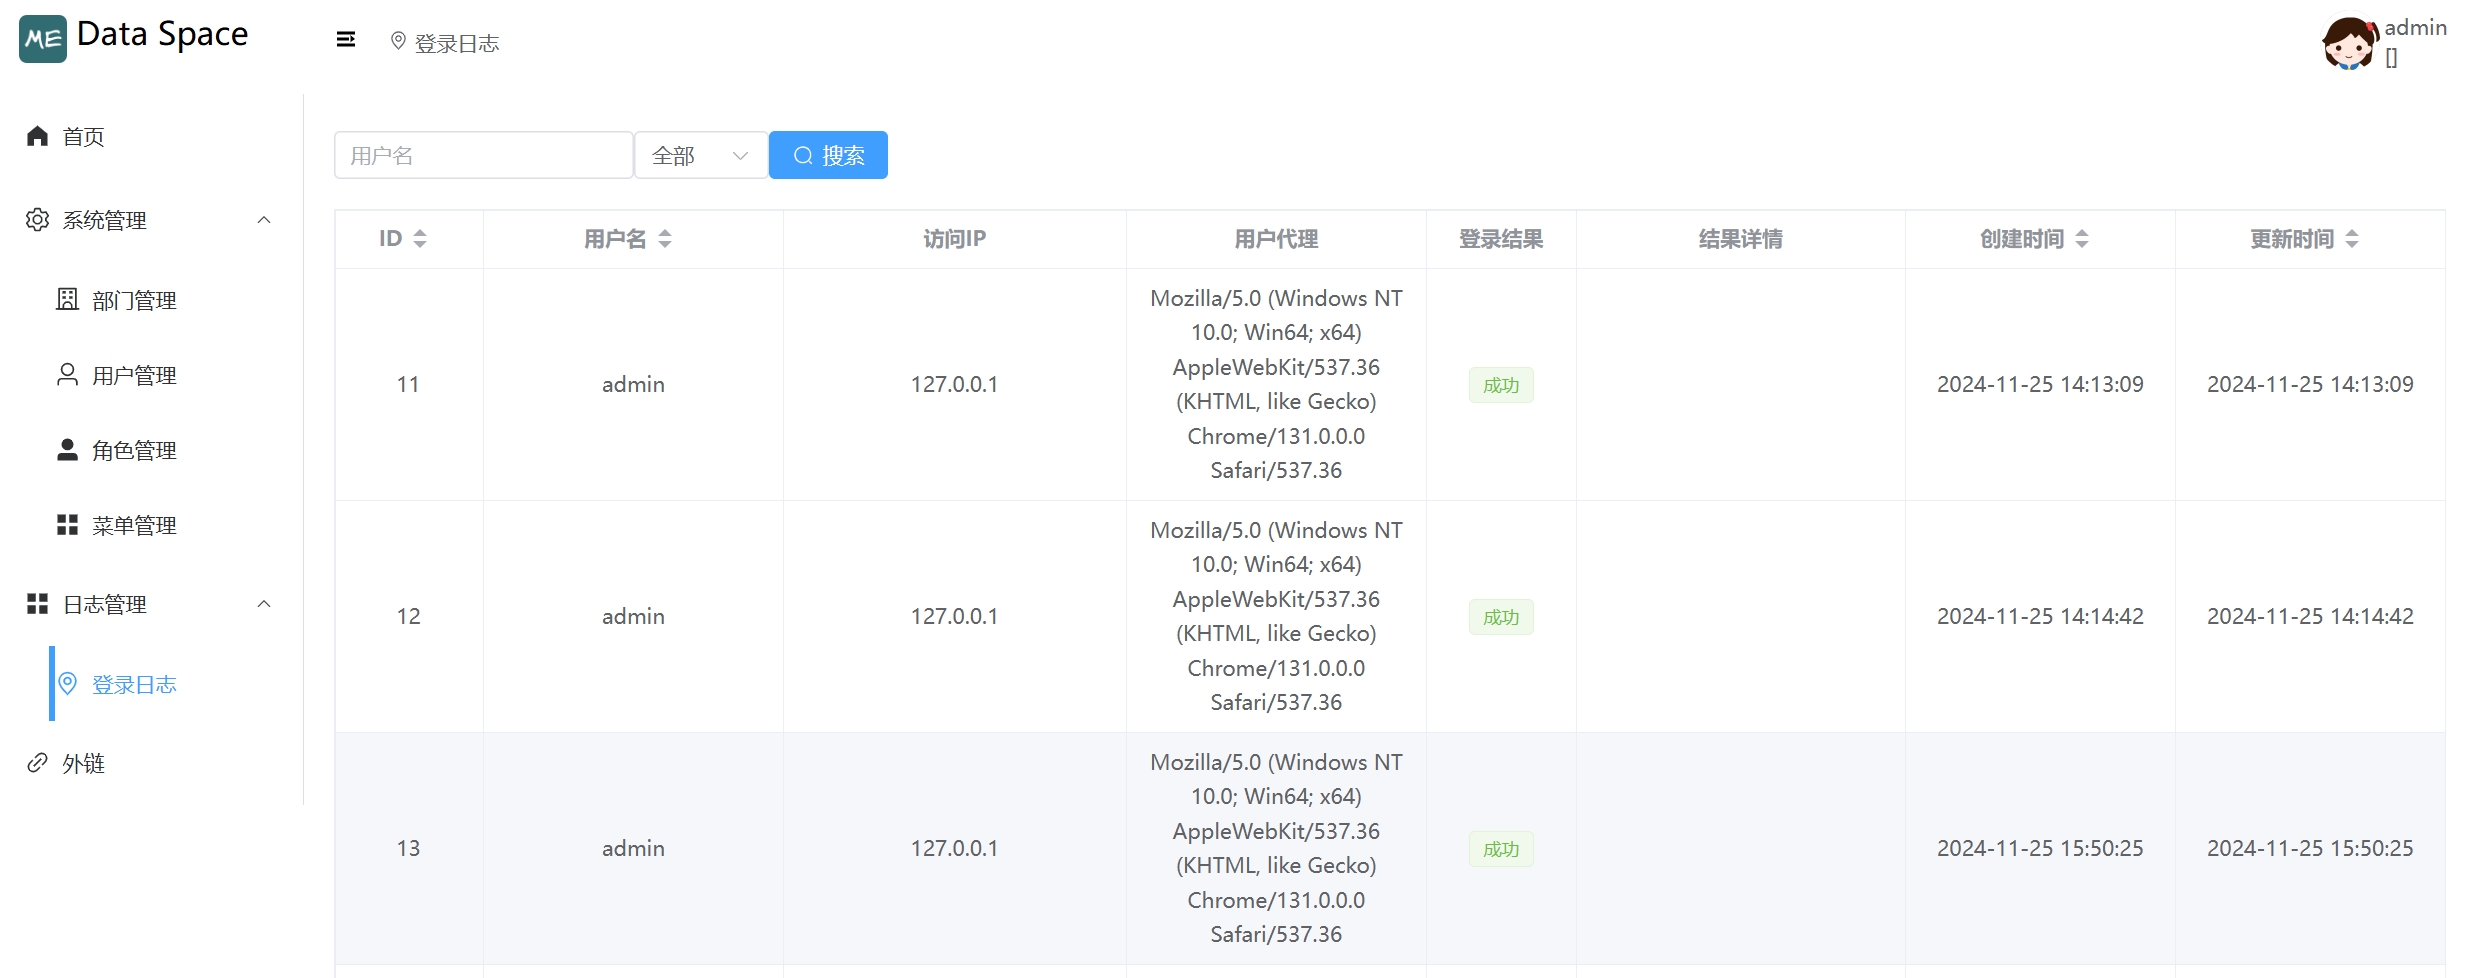 ME Data Space
登录日志
admin
[]
首页
系统管理
部门管理
用户管理
角色管理
菜单管理
日志管理
登录日志
外链
用户名 全部 搜索
ID 用户名 访问IP 用户代理 登录结果 结果详情 创建时间 更新时间
11 admin 127.0.0.1
Mozilla/5.0 (Windows NT
10.0; Win64; x64)
AppleWebKit/537.36
(KHTML, like Gecko)
Chrome/131.0.0.0
Safari/537.36
成功 2024-11-25 14:13:09 2024-11-25 14:13:09
12 admin 127.0.0.1
Mozilla/5.0 (Windows NT
10.0; Win64; x64)
AppleWebKit/537.36
(KHTML, like Gecko)
Chrome/131.0.0.0
Safari/537.36
成功 2024-11-25 14:14:42 2024-11-25 14:14:42
13 admin 127.0.0.1
Mozilla/5.0 (Windows NT
10.0; Win64; x64)
AppleWebKit/537.36
(KHTML, like Gecko)
Chrome/131.0.0.0
Safari/537.36
成功 2024-11-25 15:50:25 2024-11-25 15:50:25